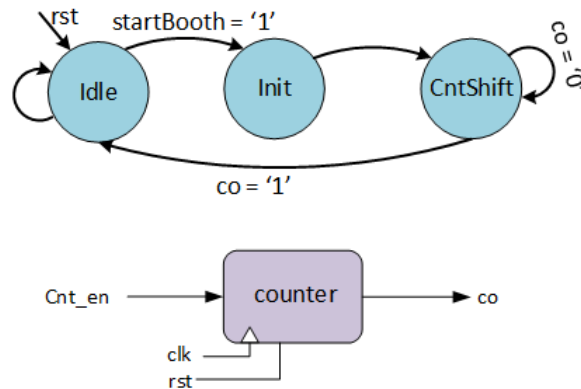 rst
startBooth = ‘1’
Idle
Init
CntShift
co = ‘0’
co = ‘1’
Cnt_en
counter
co
clk
rst